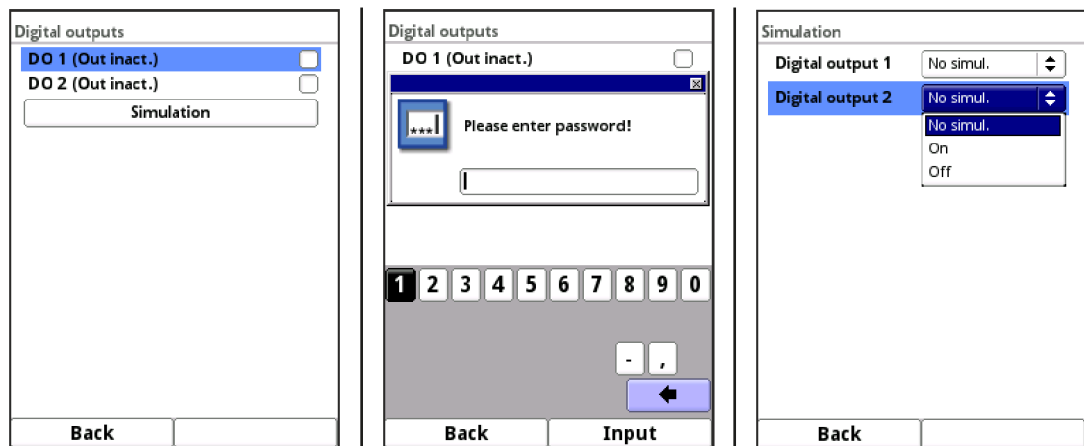 Digital outputs
DO 1 (Out inact.)
DO 2 (Out inact.)
Simulation
Back
Digital outputs
DO 1 (Out inact.)
***
Please enter password!
1 2 3 4 5 6 7 8 9 0
- ,
Back Input
Simulation
Digital output 1 No simul.
Digital output 2 No simul.
No simul.
On
Off
Back